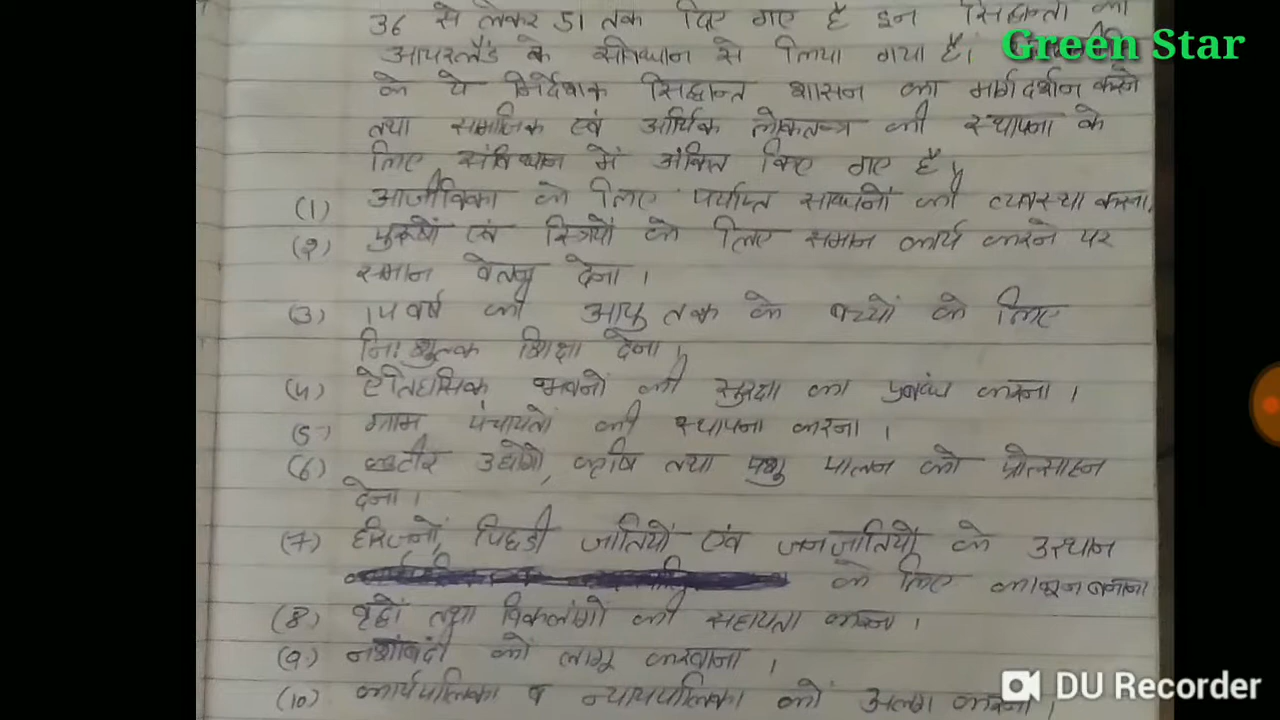 36 से लेकर 51 तक दिए गए है इन सिद्धान्तो को
Green Star
आयरलैंड के संविधान से लिया गया है।
के ये निर्देशक सिद्धान्त शासन का मार्गदर्शन करने
तथा समाजिक एवं आर्थिक लोकतन्त्र की स्थापना के
लिए संविधान में अंकित किए गए है।
(1) आजीविका के लिए पर्याप्त साधनों की व्यवस्था करना,
(2) पुरूषों एवं स्त्रियों के लिए समान कार्य करने पर
समान वेतन देना।
(3) 14 वर्ष की आयु तक के बच्चों के लिए
निःशुल्क शिक्षा देना।
(4) ऐतिहासिक भवनों की सुरक्षा का प्रबंध करना।
(5) ग्राम पंचायतों की स्थापना करना।
(6) कुटीर उद्योगो, कृषि तथा पशु पालन को प्रोत्साहन
देना।
(7) हरिजनों, पिछडी जातियों एंव जनजातियों के उत्थान
के लिए कानून बनाना
(8) वृद्धों तथा विकलांगो की सहायता करना।
(9) नशाबंदी को लागू करवाना।
(10) कार्यपालिका व न्यायपालिका को अलग करना।
DU Recorder